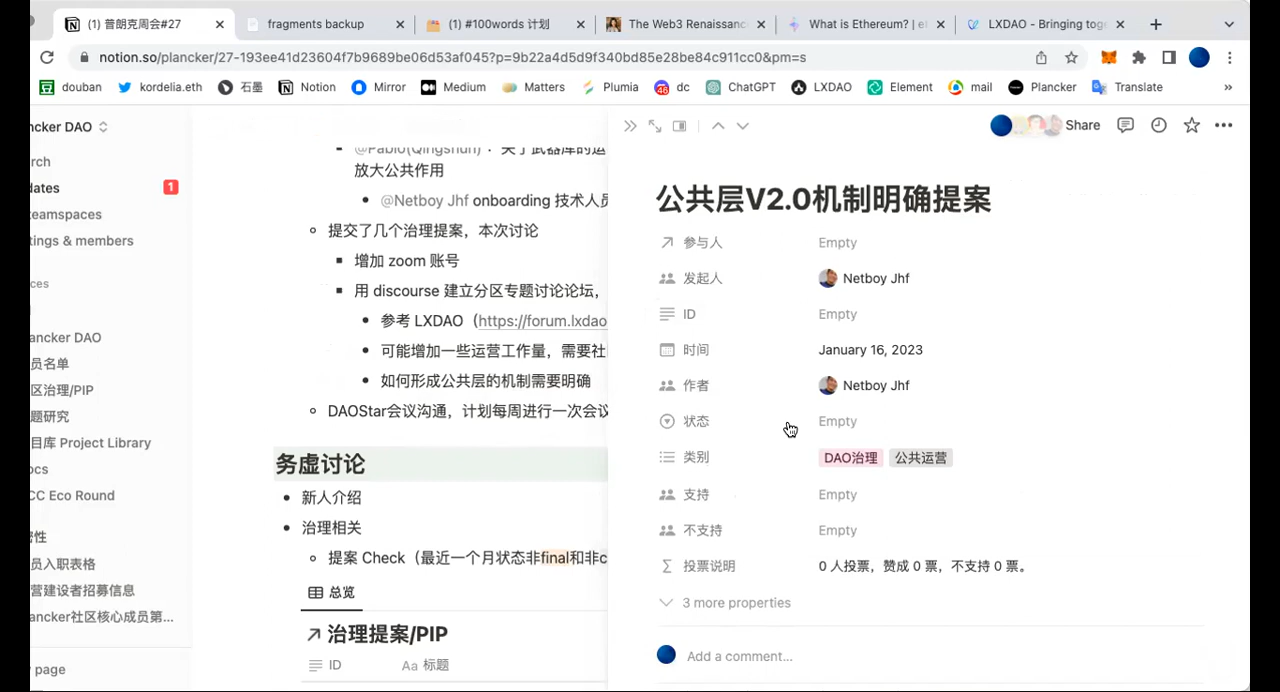 (1) 普朗克周会#27
fragments backup
(1) #100words 计划
The Web3 Renaissanc
What is Ethereum? | e
LXDAO - Bringing tog
notion.so/plancker/27-193ee41d23604f7b9689be06d53af045?p=9b22a4d5d9f340bd85e28be84c911cc0&pm=s
douban
kordelia.eth
石墨
Notion
Mirror
Medium
Matters
Plumia
46
dc
ChatGPT
LXDAO
Element
mail
Plancker
Translate
ncker DAO
rch
dates
1
eamspaces
tings & members
ces
ancker DAO
员名单
区治理/PIP
题研究
目库 Project Library
ocs
CC Eco Round
密性
员入职表格
营建设者招募信息
ancker社区核心成员第...
page
@Pablo(Qingshun)： 关于武器库的运
放大公共作用
@Netboy Jhf onboarding 技术人员
提交了几个治理提案，本次讨论
增加 zoom 账号
用 discourse 建立分区专题讨论论坛，
参考 LXDAO（https://forum.lxdao
可能增加一些运营工作量，需要社
如何形成公共层的机制需要明确
DAOStar会议沟通，计划每周进行一次会议
务虚讨论
新人介绍
治理相关
提案 Check（最近一个月状态非final和非c
总览
治理提案/PIP
ID
Aa 标题
Share
公共层V2.0机制明确提案
参与人 Empty
发起人 Netboy Jhf
ID Empty
时间 January 16, 2023
作者 Netboy Jhf
状态 Empty
类别 DAO治理 公共运营
支持 Empty
不支持 Empty
投票说明 0 人投票，赞成 0 票，不支持 0 票。
3 more properties
Add a comment...